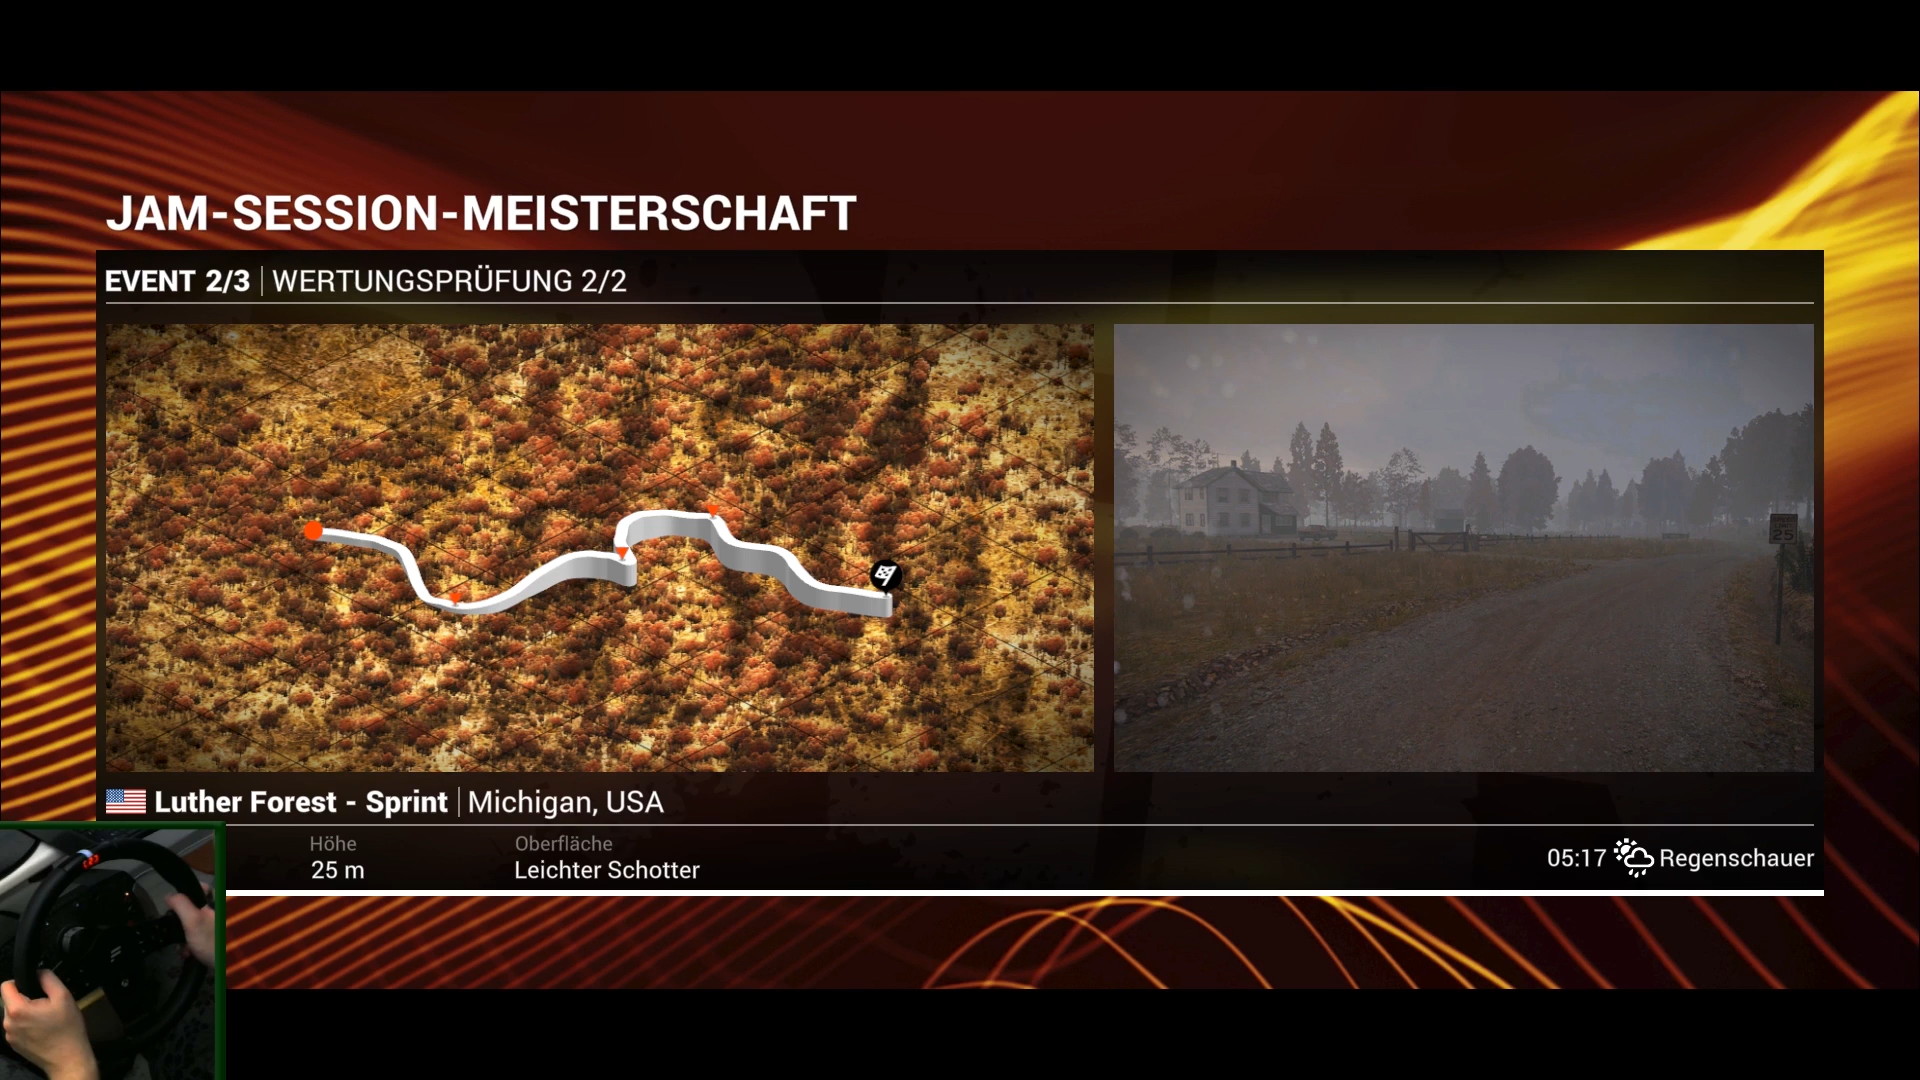 JAM-SESSION-MEISTERSCHAFT
EVENT 2/3 | WERTUNGSPRÜFUNG 2/2
25
Luther Forest - Sprint | Michigan, USA
Höhe
25 m
Oberfläche
Leichter Schotter
05:17 Regenschauer